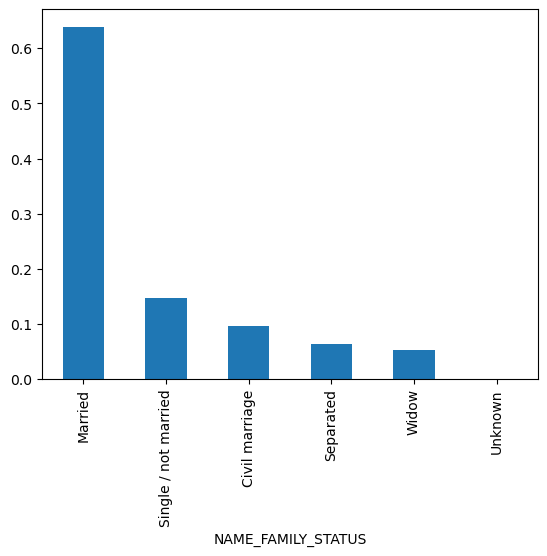 0.6
0.5
0.4
0.3
0.2
0.1
0.0
Married
Single / not married
Civil marriage
Separated
Widow
Unknown
NAME_FAMILY_STATUS